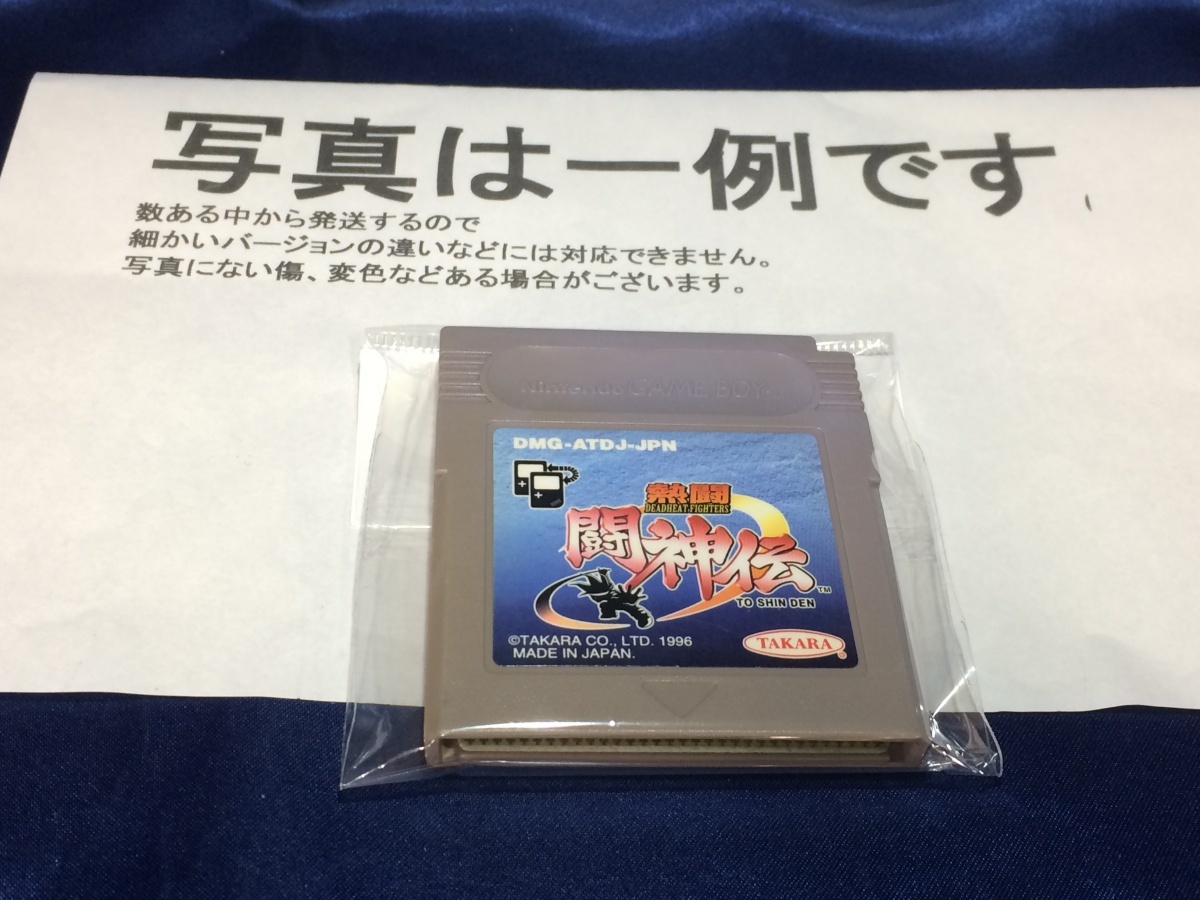 写真は一例です
数ある中から発送するので
細かいバージョンの違いなどには対応できません。
写真にない傷、変色などある場合がございます。
Nintendo GAME BOY™
DMG-ATDJ-JPN
熱闘
DEADHEAT FIGHTERS
闘神伝™
TO SHIN DEN
©TAKARA CO., LTD. 1996
MADE IN JAPAN.
TAKARA®